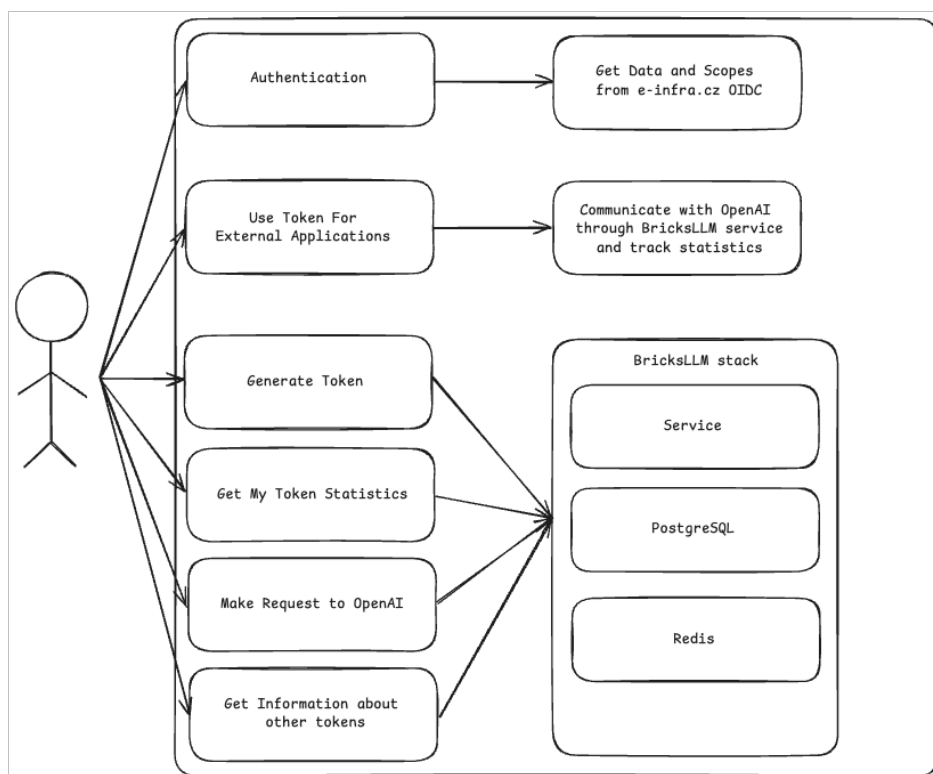 Authentication
Get Data and Scopes
from e-infra.cz OIDC
Use Token For
External Applications
Communicate with OpenAI
through BricksLLM service
and track statistics
Generate Token
BricksLLM stack
Service
Get My Token Statistics
PostgreSQL
Make Request to OpenAI
Redis
Get Information about
other tokens